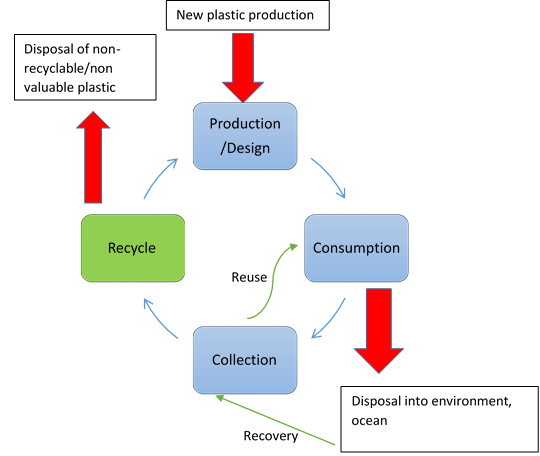 New plastic production
Disposal of non-
recyclable/non
valuable plastic
Production
/Design
Recycle
Consumption
Reuse
Collection
Disposal into environment,
ocean
Recovery